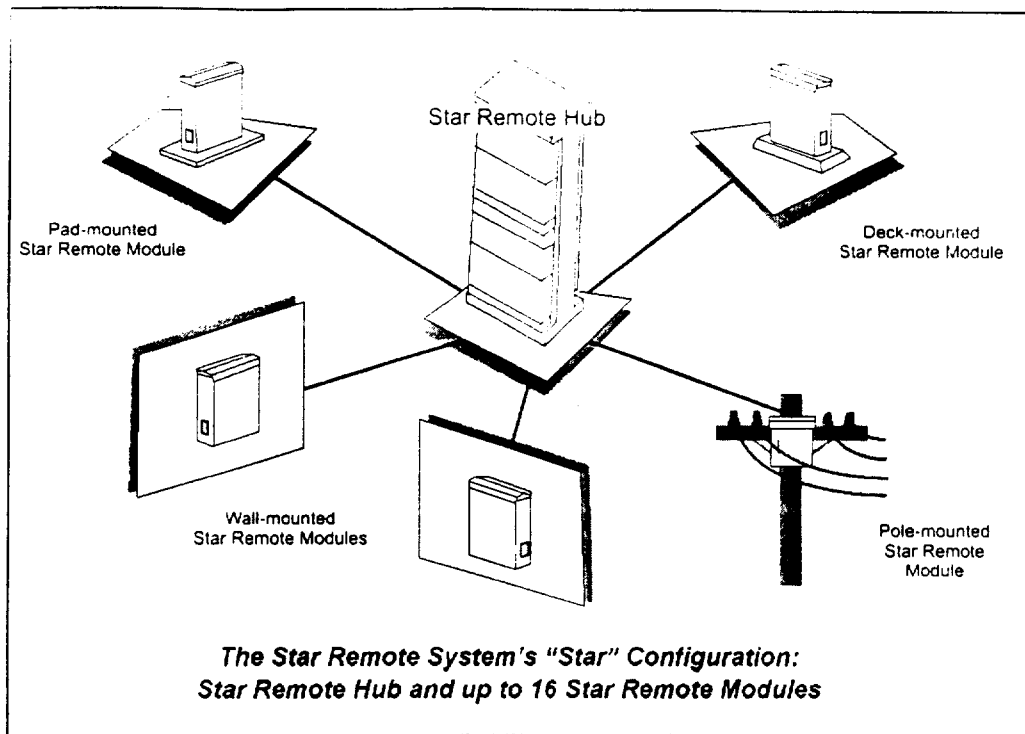 Star Remote Hub
Pad-mounted
Star Remote Module
Deck-mounted
Star Remote Module
Wall-mounted
Star Remote Modules
Pole-mounted
Star Remote
Module
The Star Remote System's "Star" Configuration:
Star Remote Hub and up to 16 Star Remote Modules